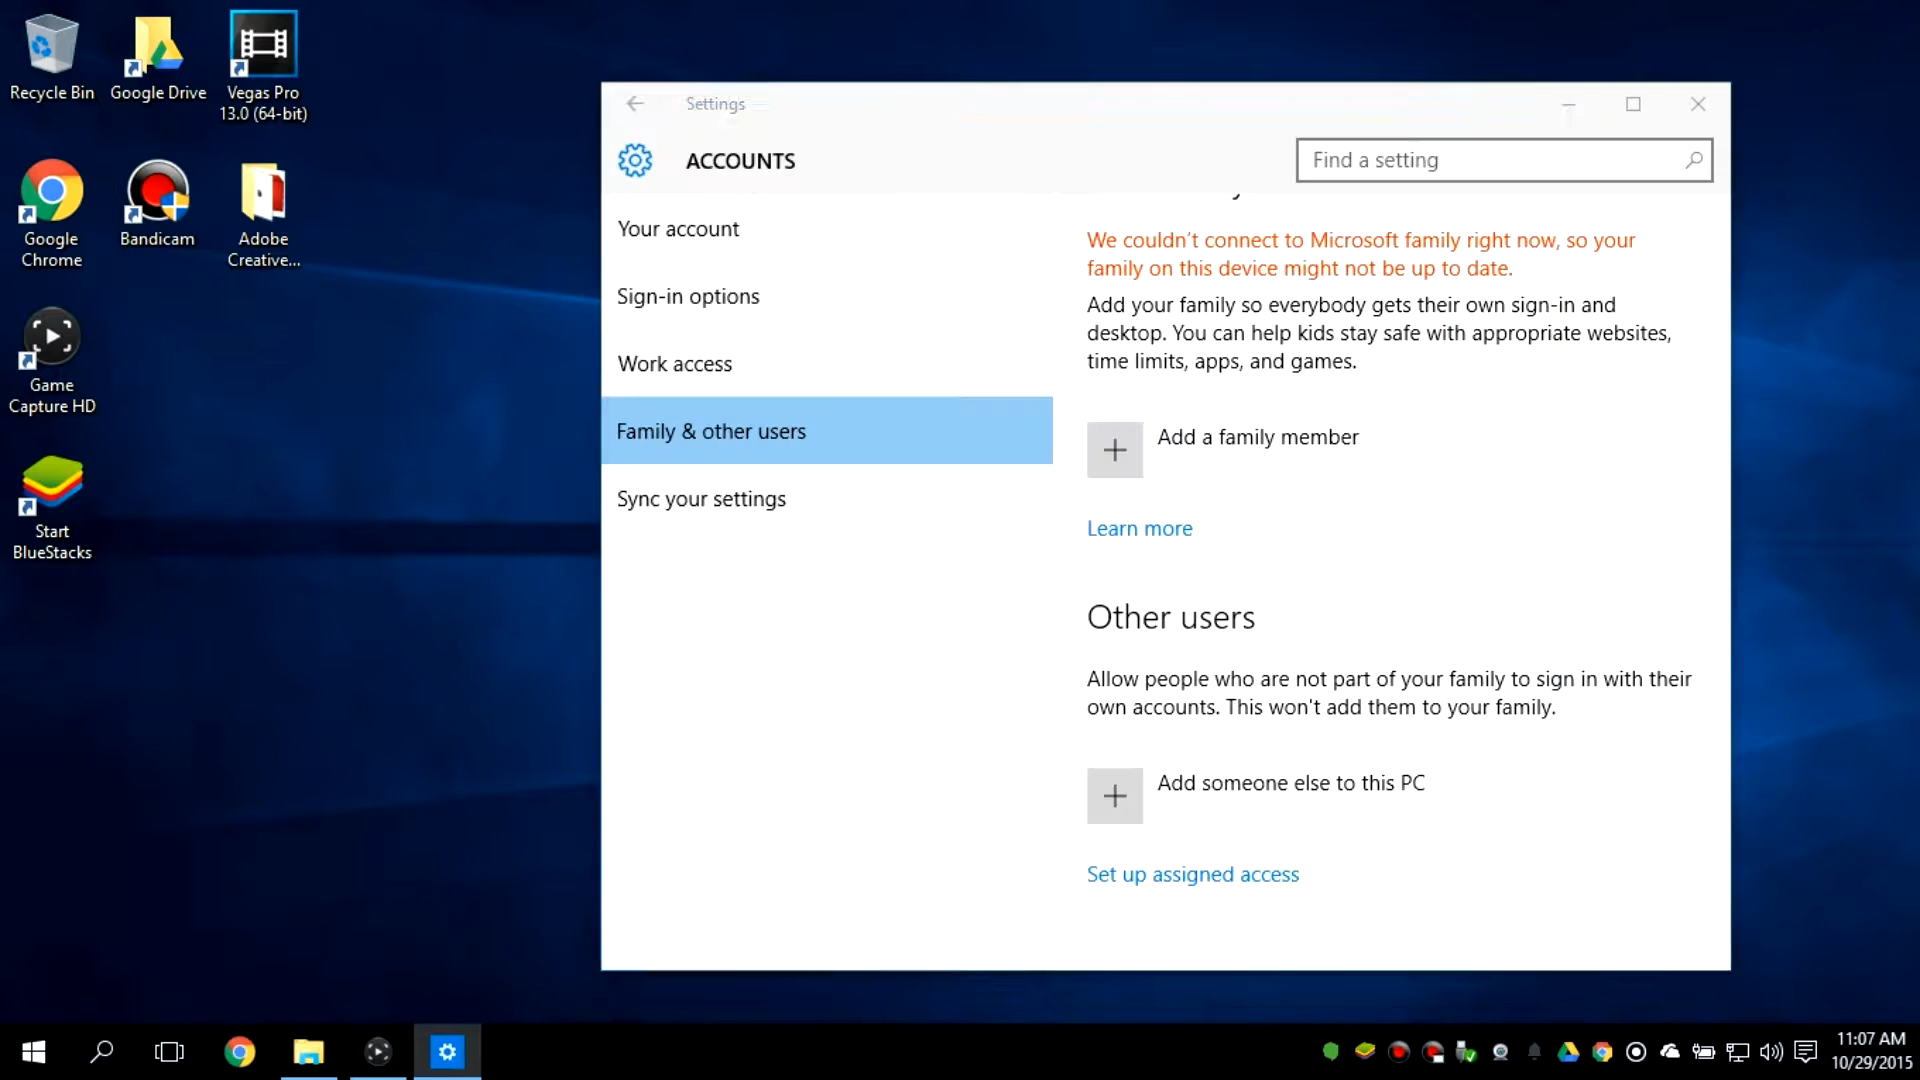 Recycle Bin
Google Drive
Vegas Pro
13.0 (64-bit)
Google
Chrome
Bandicam
Adobe
Creative...
Game
Capture HD
Start
BlueStacks
Settings
ACCOUNTS
Find a setting
Your account
Sign-in options
Work access
Family & other users
Sync your settings
We couldn't connect to Microsoft family right now, so your
family on this device might not be up to date.
Add your family so everybody gets their own sign-in and
desktop. You can help kids stay safe with appropriate websites,
time limits, apps, and games.
Add a family member
Learn more
Other users
Allow people who are not part of your family to sign in with their
own accounts. This won't add them to your family.
Add someone else to this PC
Set up assigned access
11:07 AM
10/29/2015